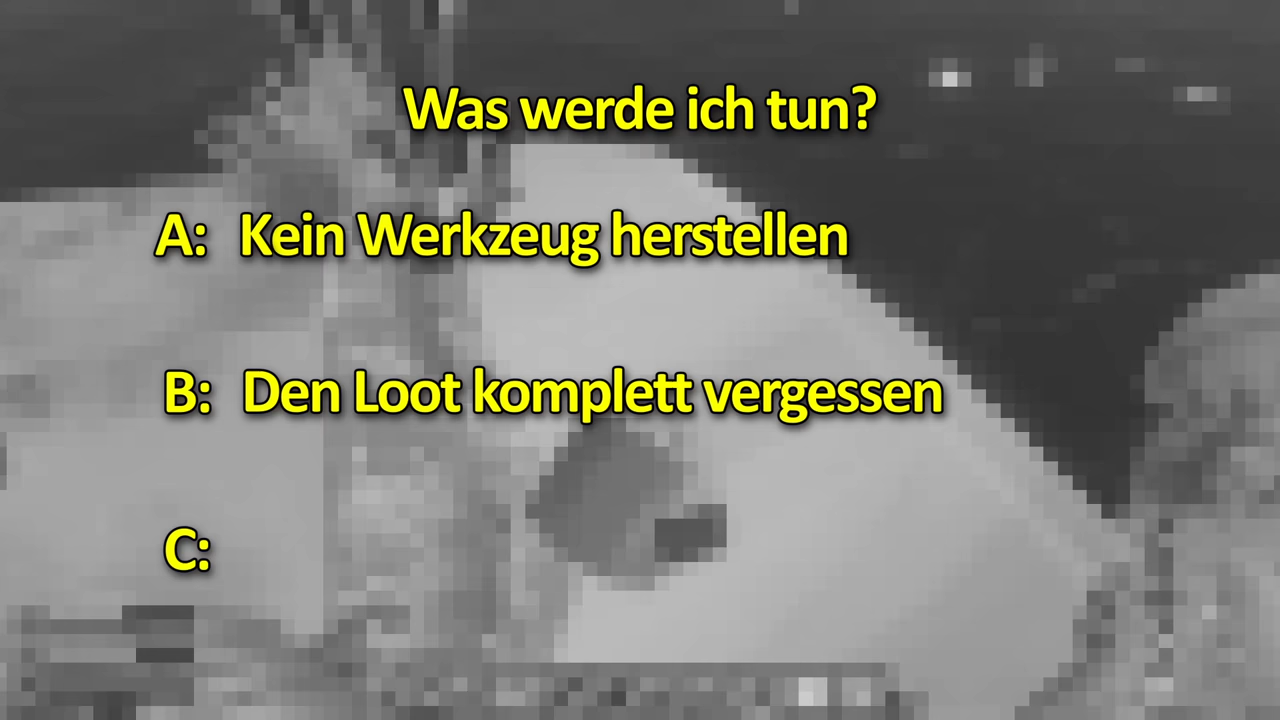 Was werde ich tun?
A: Kein Werkzeug herstellen
B: Den Loot komplett vergessen
C: